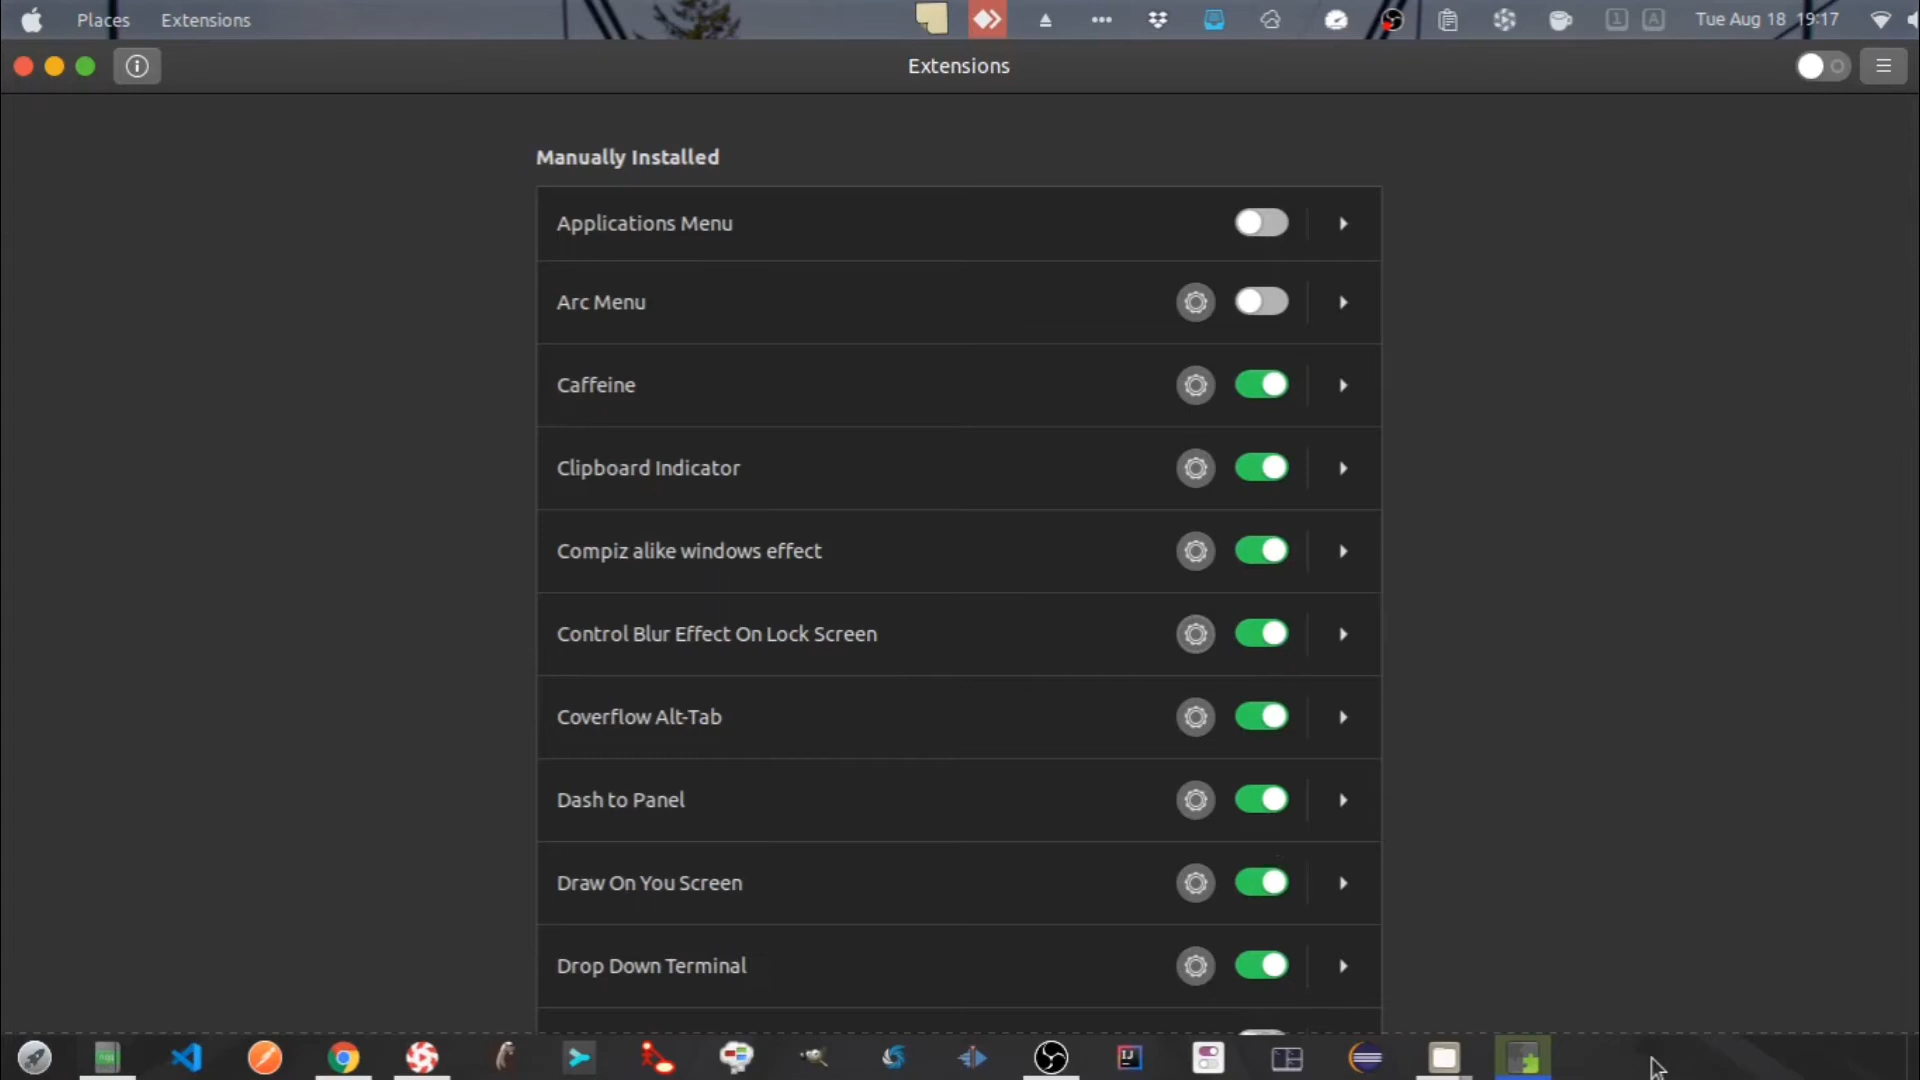 Places Extensions 1 A Tue Aug 18 19:17
Extensions
Manually Installed
Applications Menu
Arc Menu
Caffeine
Clipboard Indicator
Compiz alike windows effect
Control Blur Effect On Lock Screen
Coverflow Alt-Tab
Dash to Panel
Draw On You Screen
Drop Down Terminal
IJ